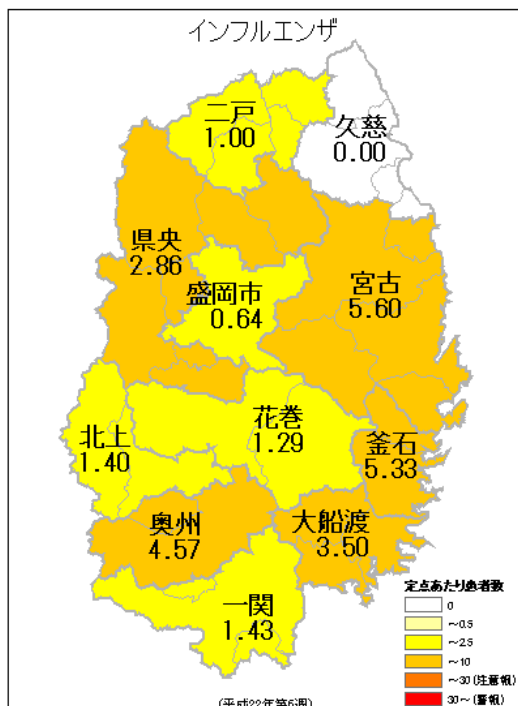 インフルエンザ
二戸
1.00
久慈
0.00
県央
2.86
盛岡市
0.64
宮古
5.60
花巻
1.29
北上
1.40
釜石
5.33
奥州
4.57
大船渡
3.50
一関
1.43
定点あたり患者数
0
～0.5
～2.5
～10
～30(注意報)
30～(警報)
(平成22年第5週)